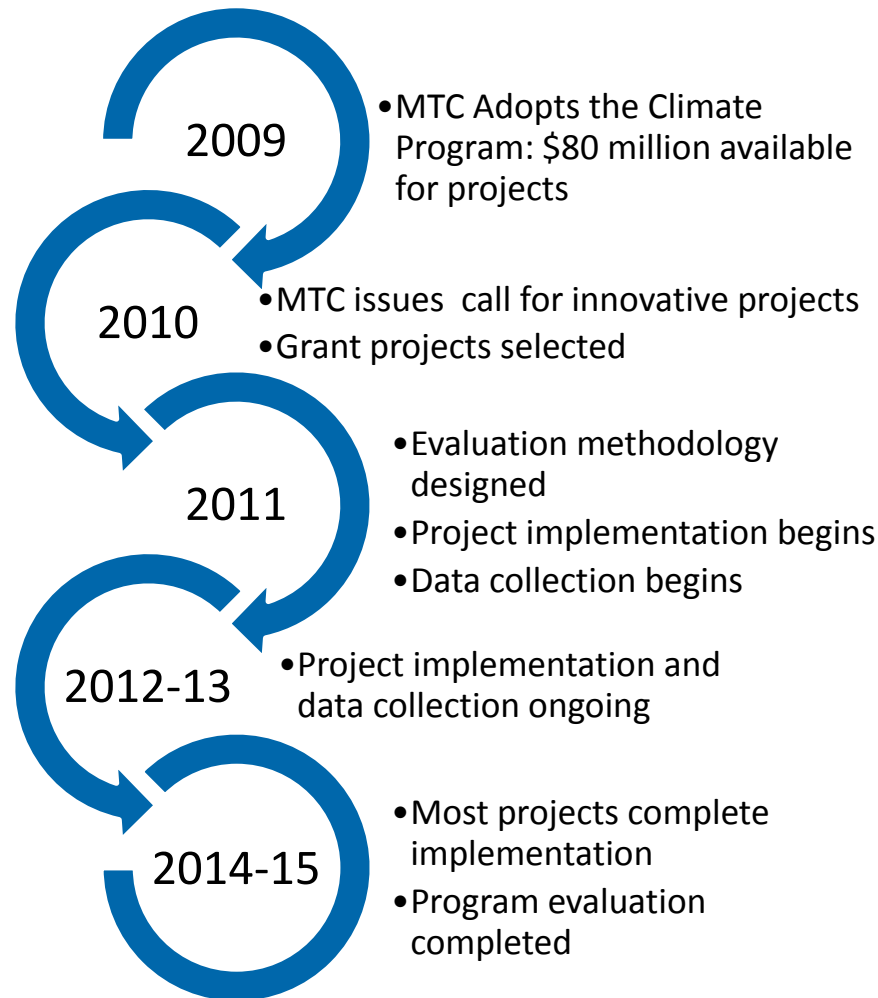 2009
•MTC Adopts the Climate
Program: $80 million available
for projects
2010
•MTC issues  call for innovative projects
•Grant projects selected
2011
•Evaluation methodology
designed
•Project implementation begins
•Data collection begins
2012-13
•Project implementation and
data collection ongoing
2014-15
•Most projects complete
implementation
•Program evaluation
completed